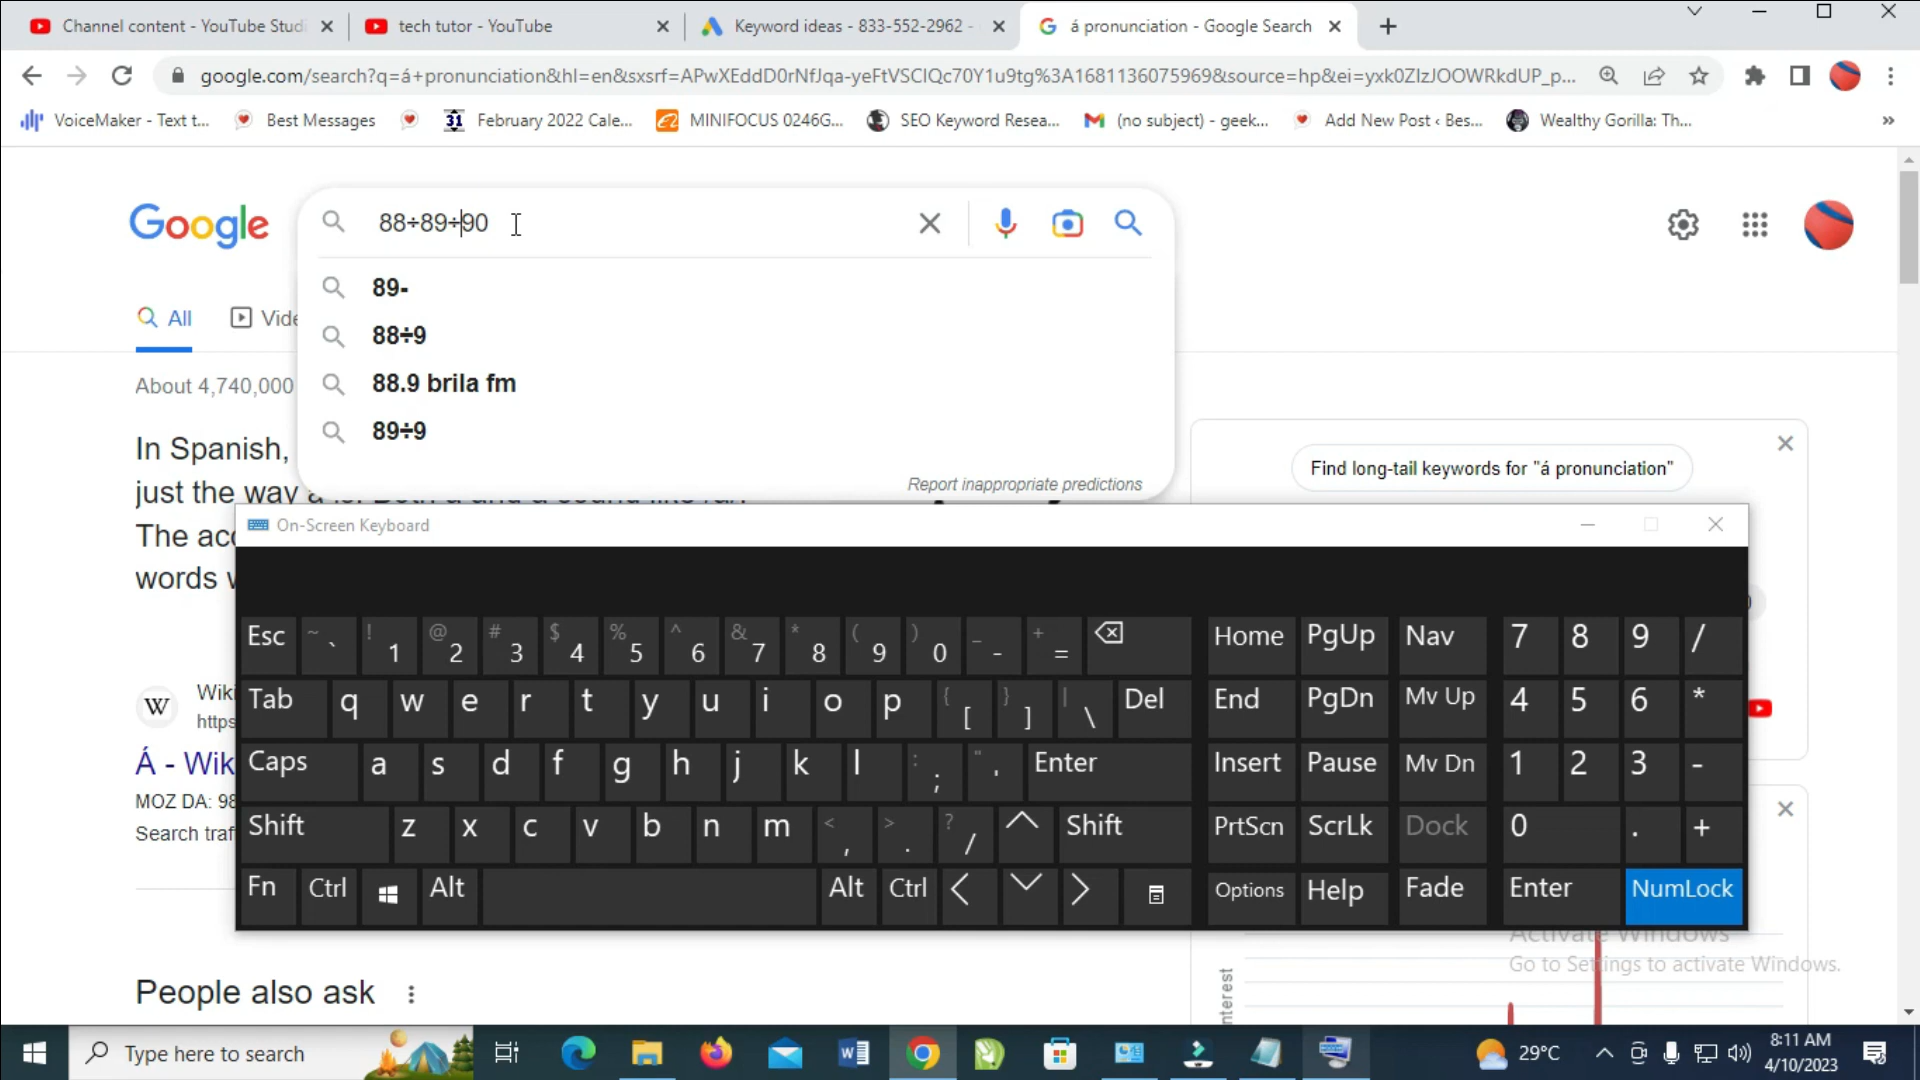 Channel content - YouTube Studi
tech tutor - YouTube
Keyword ideas - 833-552-2962 -
á pronunciation - Google Search
google.com/search?q=á+pronunciation&hl=en&sxsrf=APwXEddD0rNfJqa-yeFtVSCIQc70Y1u9tg%3A1681136075969&source=hp&ei=yxk0ZIzJOOWRkdUP_p...
VoiceMaker - Text t...
Best Messages
31
February 2022 Cale...
MINIFOCUS 0246G...
SEO Keyword Resea...
(no subject) - geek...
Add New Post ‹ Bes...
Wealthy Gorilla: Th...
»
Google
88÷89÷90
89-
88÷9
88.9 brila fm
89÷9
Report inappropriate predictions
All
Vide
About 4,740,000
In Spanish,
just the way
The acc
words w
Find long-tail keywords for "á pronunciation"
On-Screen Keyboard
Esc ~ ` ! 1 @ 2 # 3 $ 4 % 5 ^ 6 & 7 * 8 ( 9 ) 0 _ - + = Home PgUp Nav 7 8 9 /
Tab q w e r t y u i o p { [ } ] | \ Del End PgDn Mv Up 4 5 6 *
Caps a s d f g h j k l : ; " ' Enter Insert Pause Mv Dn 1 2 3 -
Shift z x c v b n m < , > . ? / Shift PrtScn ScrLk Dock 0 . +
Fn Ctrl Alt Alt Ctrl Options Help Fade Enter NumLock
W
Wiki
https
Á - Wik
MOZ DA: 98
Search traf
People also ask
nterest
Activate Windows
Go to Settings to activate Windows.
Type here to search
29°C
8:11 AM
4/10/2023